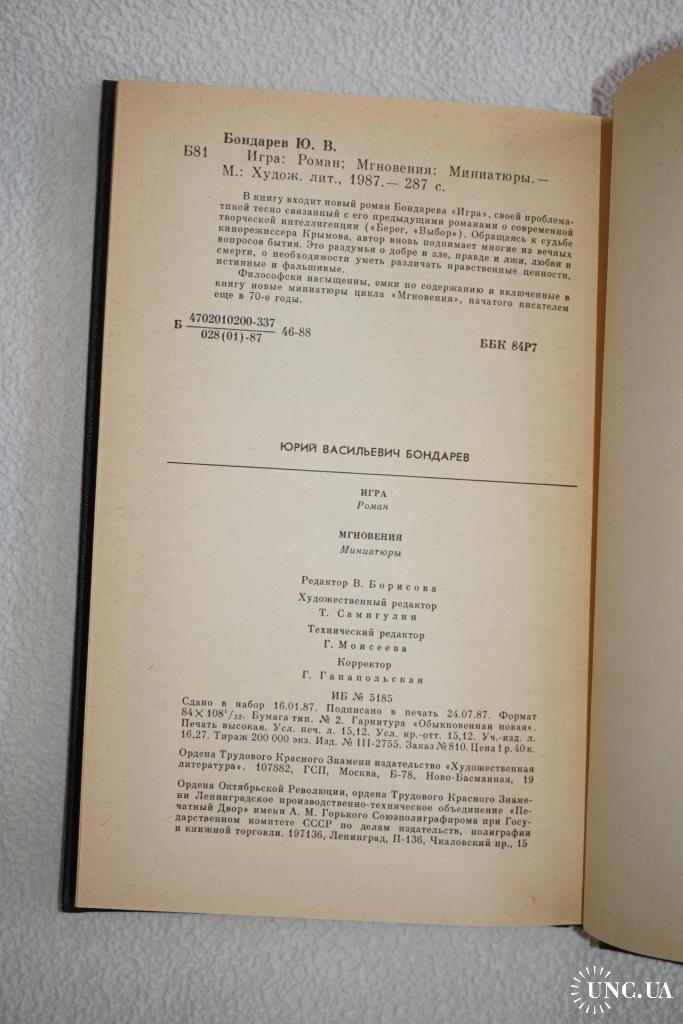 Бондарев Ю. В.
Б81 Игра: Роман; Мгновения: Миниатюры.—
М.: Худож. лит., 1987.— 287 с.
В книгу входит новый роман Бондарева «Игра», своей проблема-
тикой тесно связанный с его предыдущими романами о современной
творческой интеллигенции («Берег, «Выбор»). Обращаясь к судьбе
кинорежиссера Крымова, автор вновь поднимает многие из вечных
вопросов бытия. Это раздумья о добре и зле, правде и лжи, любви и
смерти, о необходимости уметь различать нравственные ценности,
истинные и фальшивые.
Философски насыщенны, емки по содержанию и включенные в
книгу новые миниатюры цикла «Мгновения», начатого писателем
еще в 70-е годы.
Б 4702010200-337
028(01)-87 46-88
ББК 84Р7
ЮРИЙ ВАСИЛЬЕВИЧ БОНДАРЕВ
ИГРА
Роман
МГНОВЕНИЯ
Миниатюры
Редактор В. Борисова
Художественный редактор
Т. Самигулин
Технический редактор
Г. Моисеева
Корректор
Г. Ганапольская
ИБ № 5185
Сдано в набор 16.01.87. Подписано в печать 24.07.87. Формат
84×108¹/₃₂. Бумага тип. № 2. Гарнитура «Обыкновенная новая».
Печать высокая. Усл. печ. л. 15,12. Усл. кр.-отт. 15,12. Уч.-изд. л.
16,27. Тираж 200 000 экз. Изд. № III-2755. Заказ № 810. Цена 1 р. 40 к.
Ордена Трудового Красного Знамени издательство «Художественная
литература». 107882, ГСП, Москва, Б-78, Ново-Басманная, 19
Ордена Октябрьской Революции, ордена Трудового Красного Знаме-
ни Ленинградское производственно-техническое объединение «Пе-
чатный Двор» имени А. М. Горького Союзполиграфпрома при Госу-
дарственном комитете СССР по делам издательств, полиграфии
и книжной торговли. 197136, Ленинград, П-136, Чкаловский пр., 15
UNC.UA